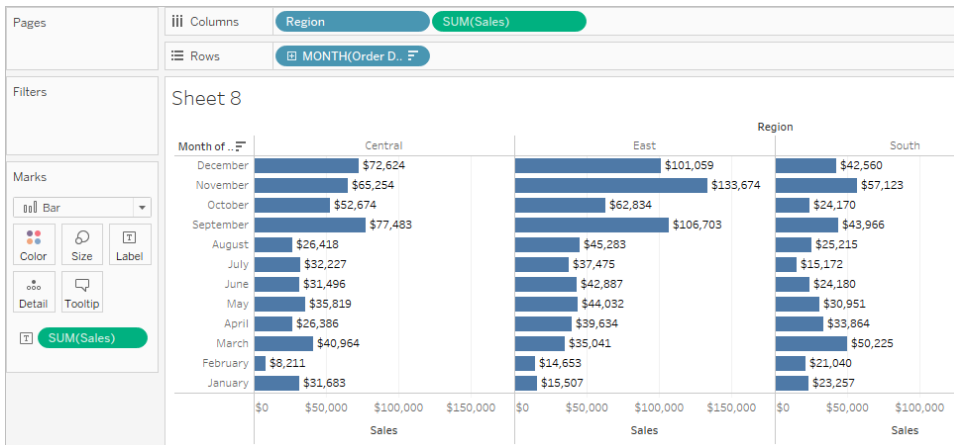 Pages
Columns
Region
SUM(Sales)
Rows
MONTH(Order D..
Filters
Marks
Bar
Color
Size
Label
Detail
Tooltip
SUM(Sales)
Sheet 8
Region
Month of ..
Central
East
South
December $72,624 $101,059 $42,560
November $65,254 $133,674 $57,123
October $52,674 $62,834 $24,170
September $77,483 $106,703 $43,966
August $26,418 $45,283 $25,215
July $32,227 $37,475 $15,172
June $31,496 $42,887 $24,180
May $35,819 $44,032 $30,951
April $26,386 $39,634 $33,864
March $40,964 $35,041 $50,225
February $8,211 $14,653 $21,040
January $31,683 $15,507 $23,257
$0 $50,000 $100,000 $150,000 $0 $50,000 $100,000 $150,000 $0 $50,000 $100,000
Sales Sales Sales